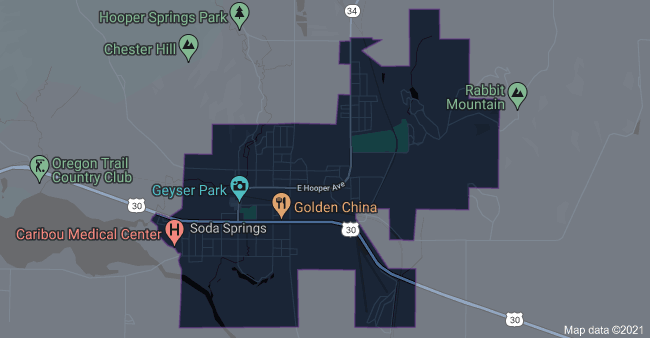 34
Hooper Springs Park
Chester Hill
Rabbit
Mountain
Oregon Trail
Country Club
Geyser Park
E Hooper Ave
Golden China
30
Caribou Medical Center
Soda Springs
30
30
Map data ©2021